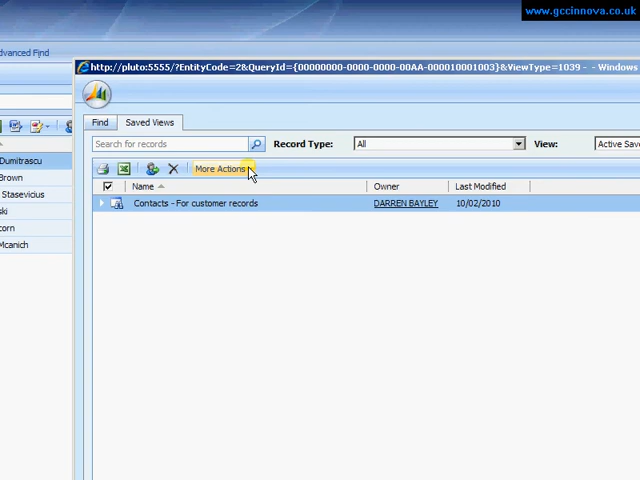 www.gccinnova.co.uk
dvanced Find
http://pluto:5555/?EntityCode=2&QueryId={00000000-0000-0000-00AA-000010001003}&ViewType=1039 - - Windows
Find
Saved Views
Search for records
Record Type:
All
View:
Active Save
More Actions
Name
Owner
Last Modified
Contacts - For customer records
DARREN BAYLEY
10/02/2010
Dumitrascu
Brown
Stasevicius
ski
corn
Mcanich